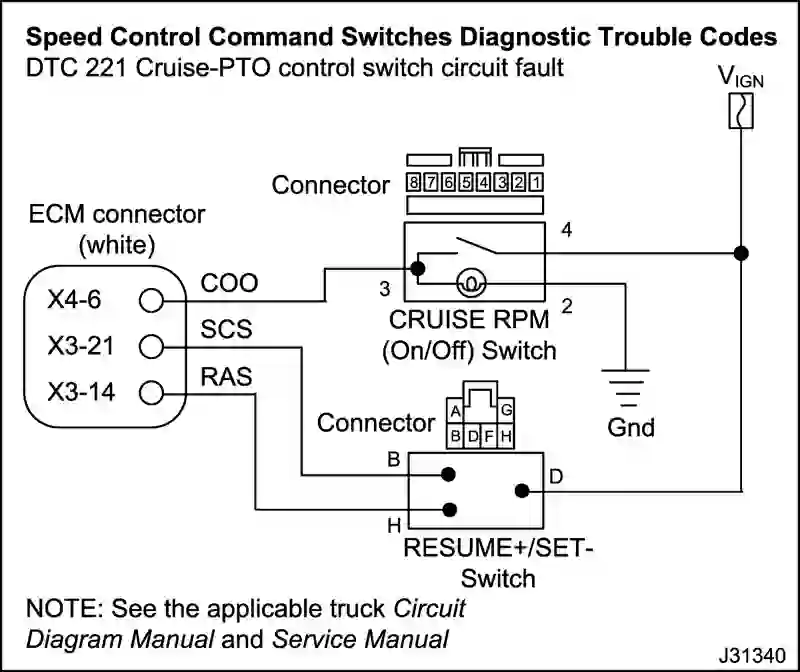 Speed Control Command Switches Diagnostic Trouble Codes
DTC 221 Cruise-PTO control switch circuit fault
VIGN
Connector
8 7 6 5 4 3 2 1
ECM connector
(white)
4
X4-6
COO
3
2
CRUISE RPM
(On/Off) Switch
X3-21
SCS
X3-14
RAS
Gnd
Connector
A G
B D F H
B
D
H
RESUME+/SET-
Switch
NOTE: See the applicable truck Circuit
Diagram Manual and Service Manual
J31340